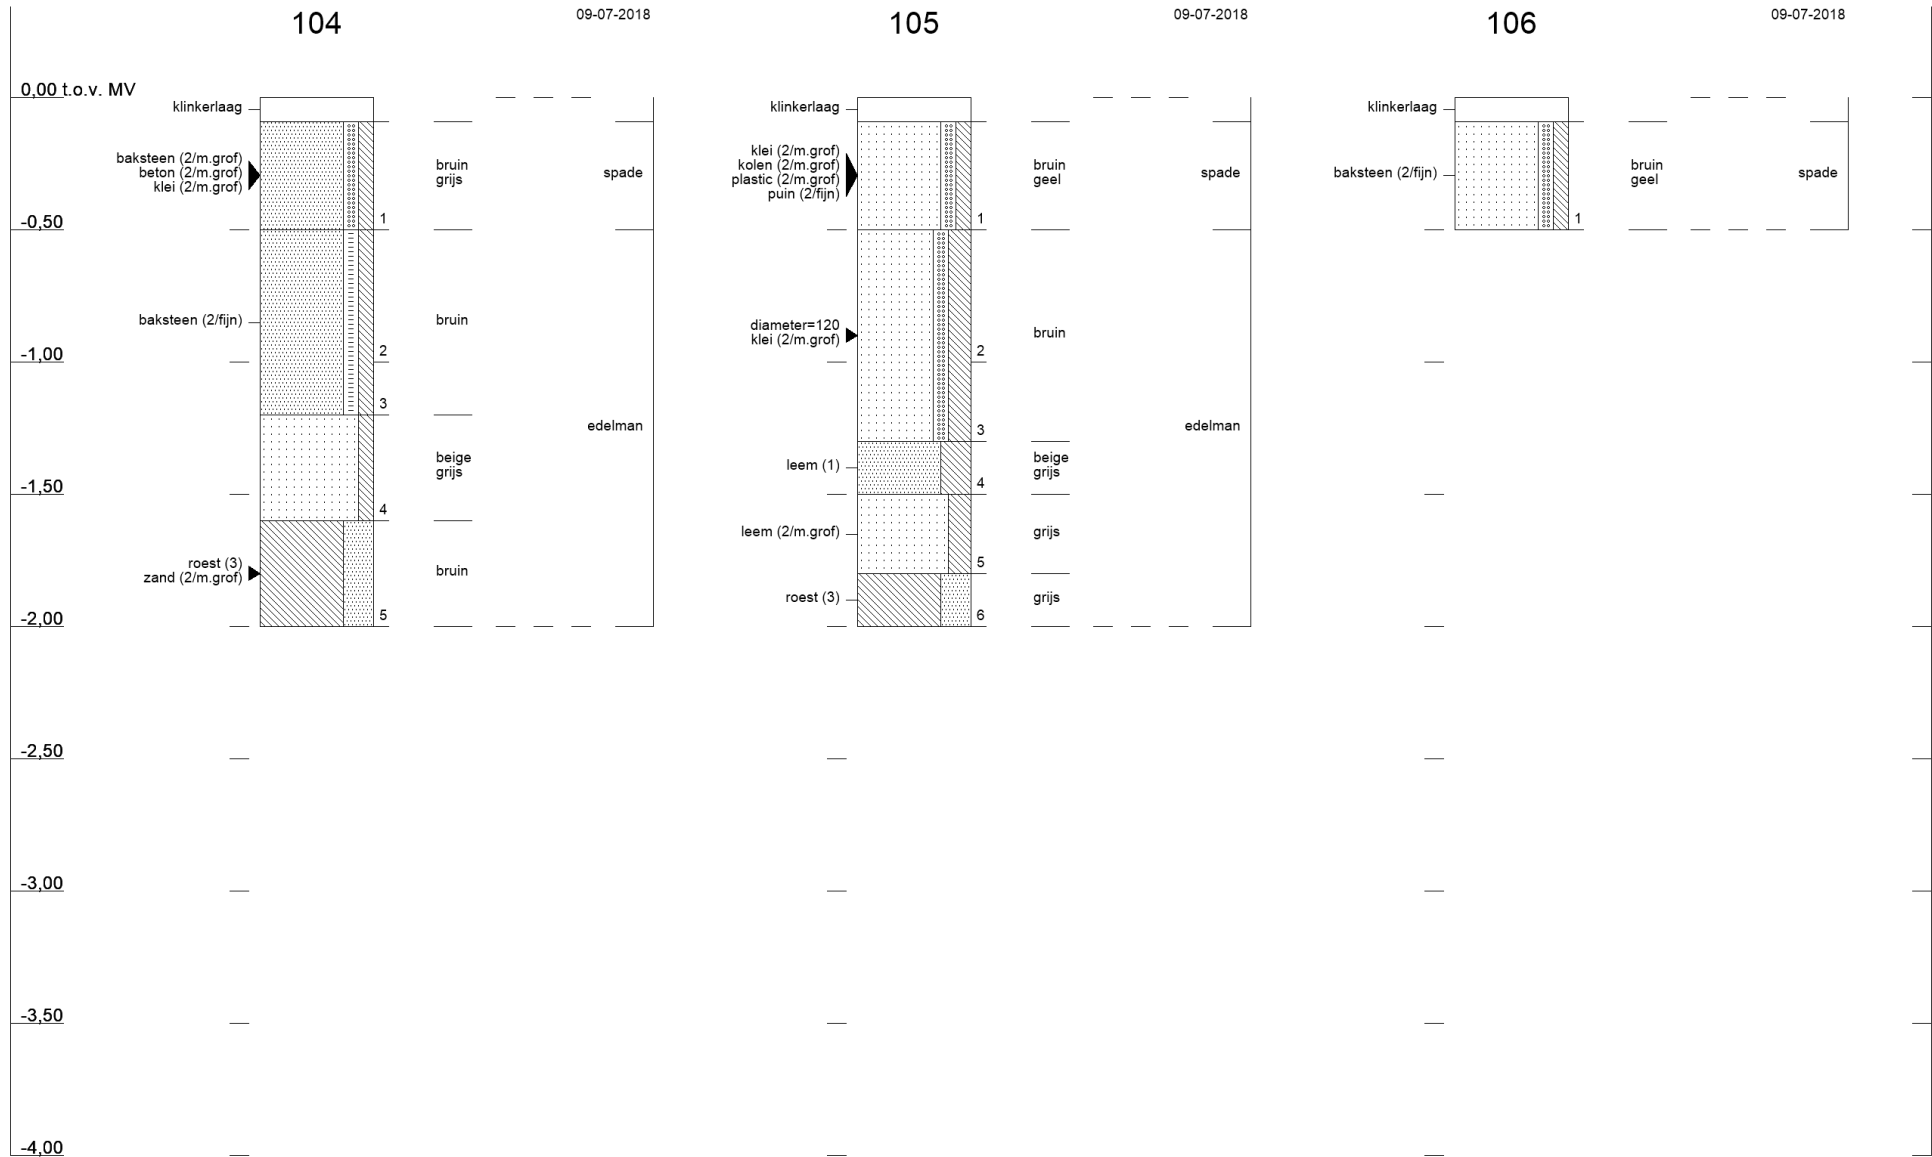 104
09-07-2018
105
09-07-2018
106
09-07-2018
0,00 t.o.v. MV
-0,50
-1,00
-1,50
-2,00
-2,50
-3,00
-3,50
-4,00
klinkerlaag
baksteen (2/m.grof)
beton (2/m.grof)
klei (2/m.grof)
1
bruin
grijs
spade
baksteen (2/fijn)
2
3
bruin
edelman
4
beige
grijs
roest (3)
zand (2/m.grof)
5
bruin
klinkerlaag
klei (2/m.grof)
kolen (2/m.grof)
plastic (2/m.grof)
puin (2/fijn)
1
bruin
geel
spade
diameter=120
klei (2/m.grof)
2
3
bruin
edelman
leem (1)
4
beige
grijs
leem (2/m.grof)
5
grijs
roest (3)
6
grijs
klinkerlaag
baksteen (2/fijn)
1
bruin
geel
spade